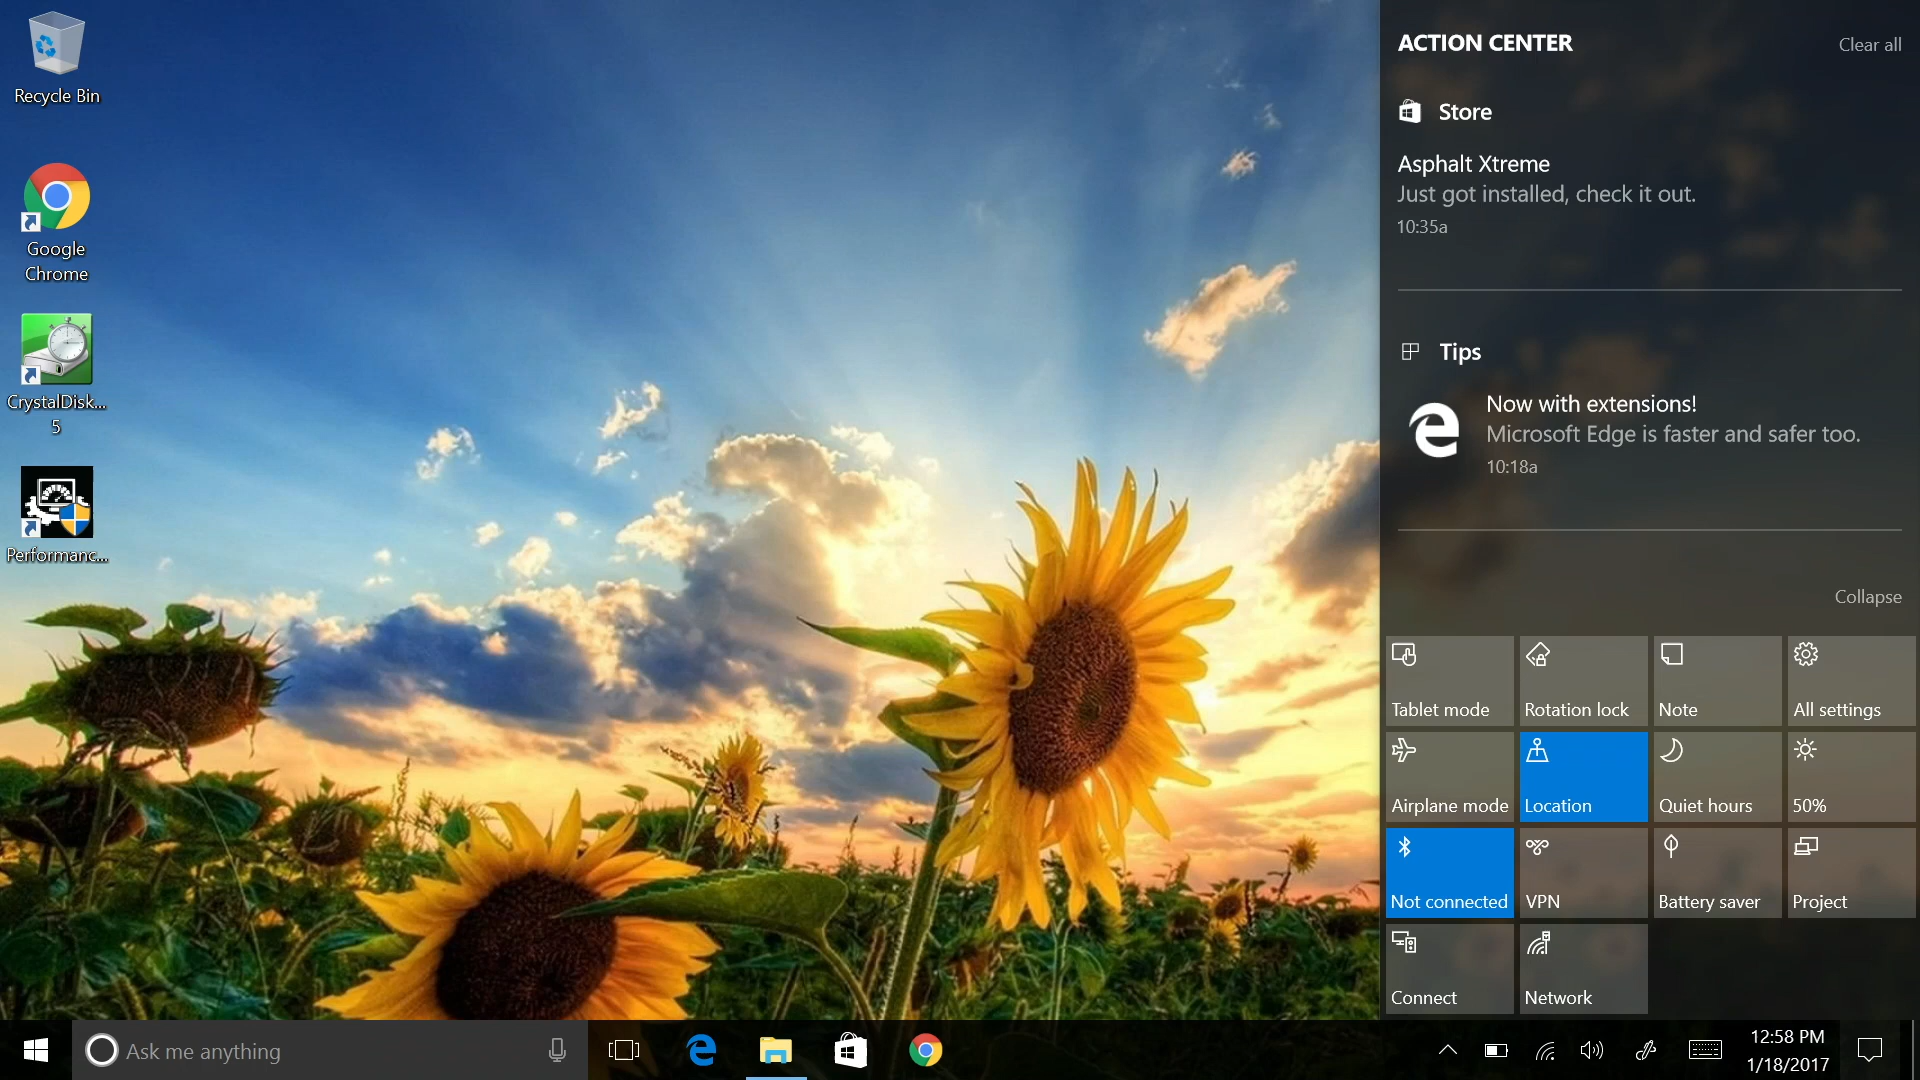 Recycle Bin
Google
Chrome
CrystalDisk...
5
Performanc...
ACTION CENTER
Clear all
Store
Asphalt Xtreme
Just got installed, check it out.
10:35a
Tips
Now with extensions!
Microsoft Edge is faster and safer too.
10:18a
Collapse
Tablet mode
Rotation lock
Note
All settings
Airplane mode
Location
Quiet hours
50%
Not connected
VPN
Battery saver
Project
Connect
Network
Ask me anything
12:58 PM
1/18/2017